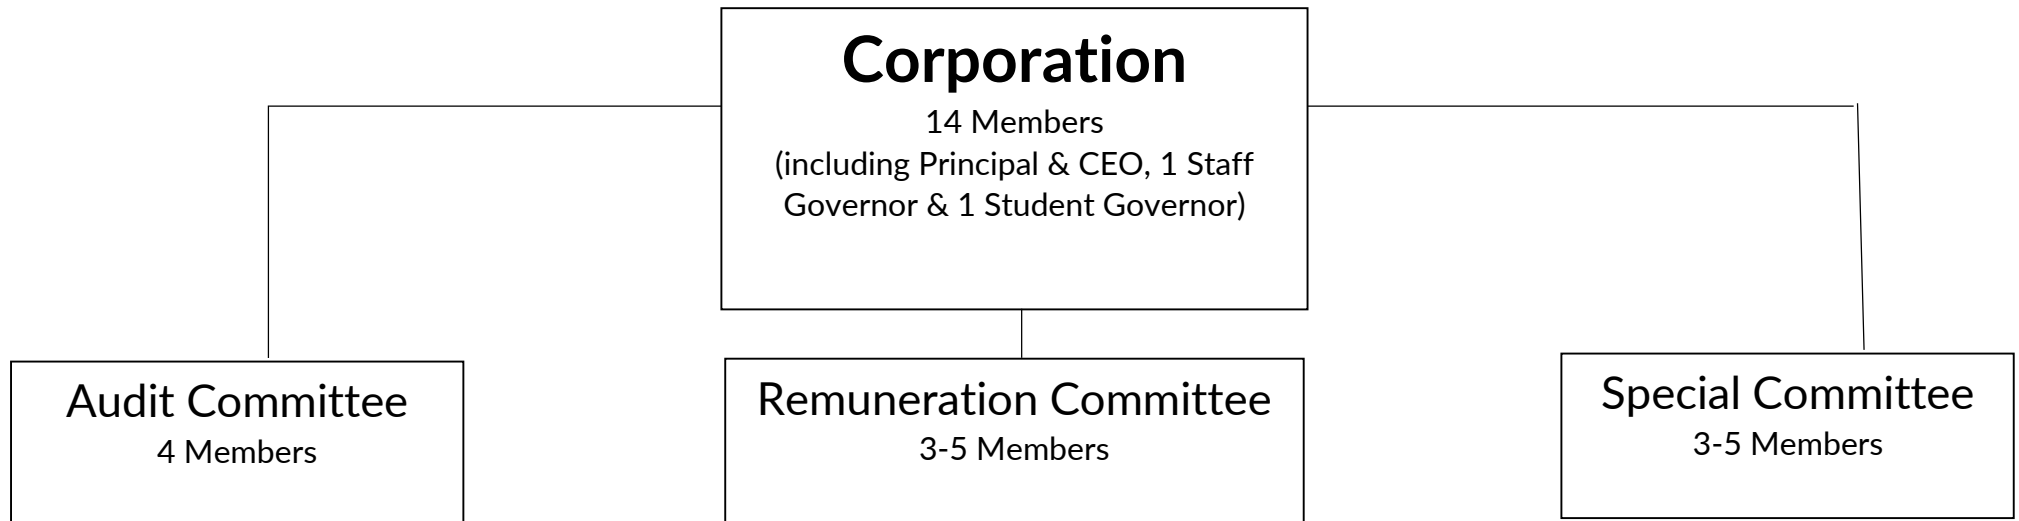 Corporation
14 Members
(including Principal & CEO, 1 Staff
Governor & 1 Student Governor)
Audit Committee
4 Members
Remuneration Committee
3-5 Members
Special Committee
3-5 Members